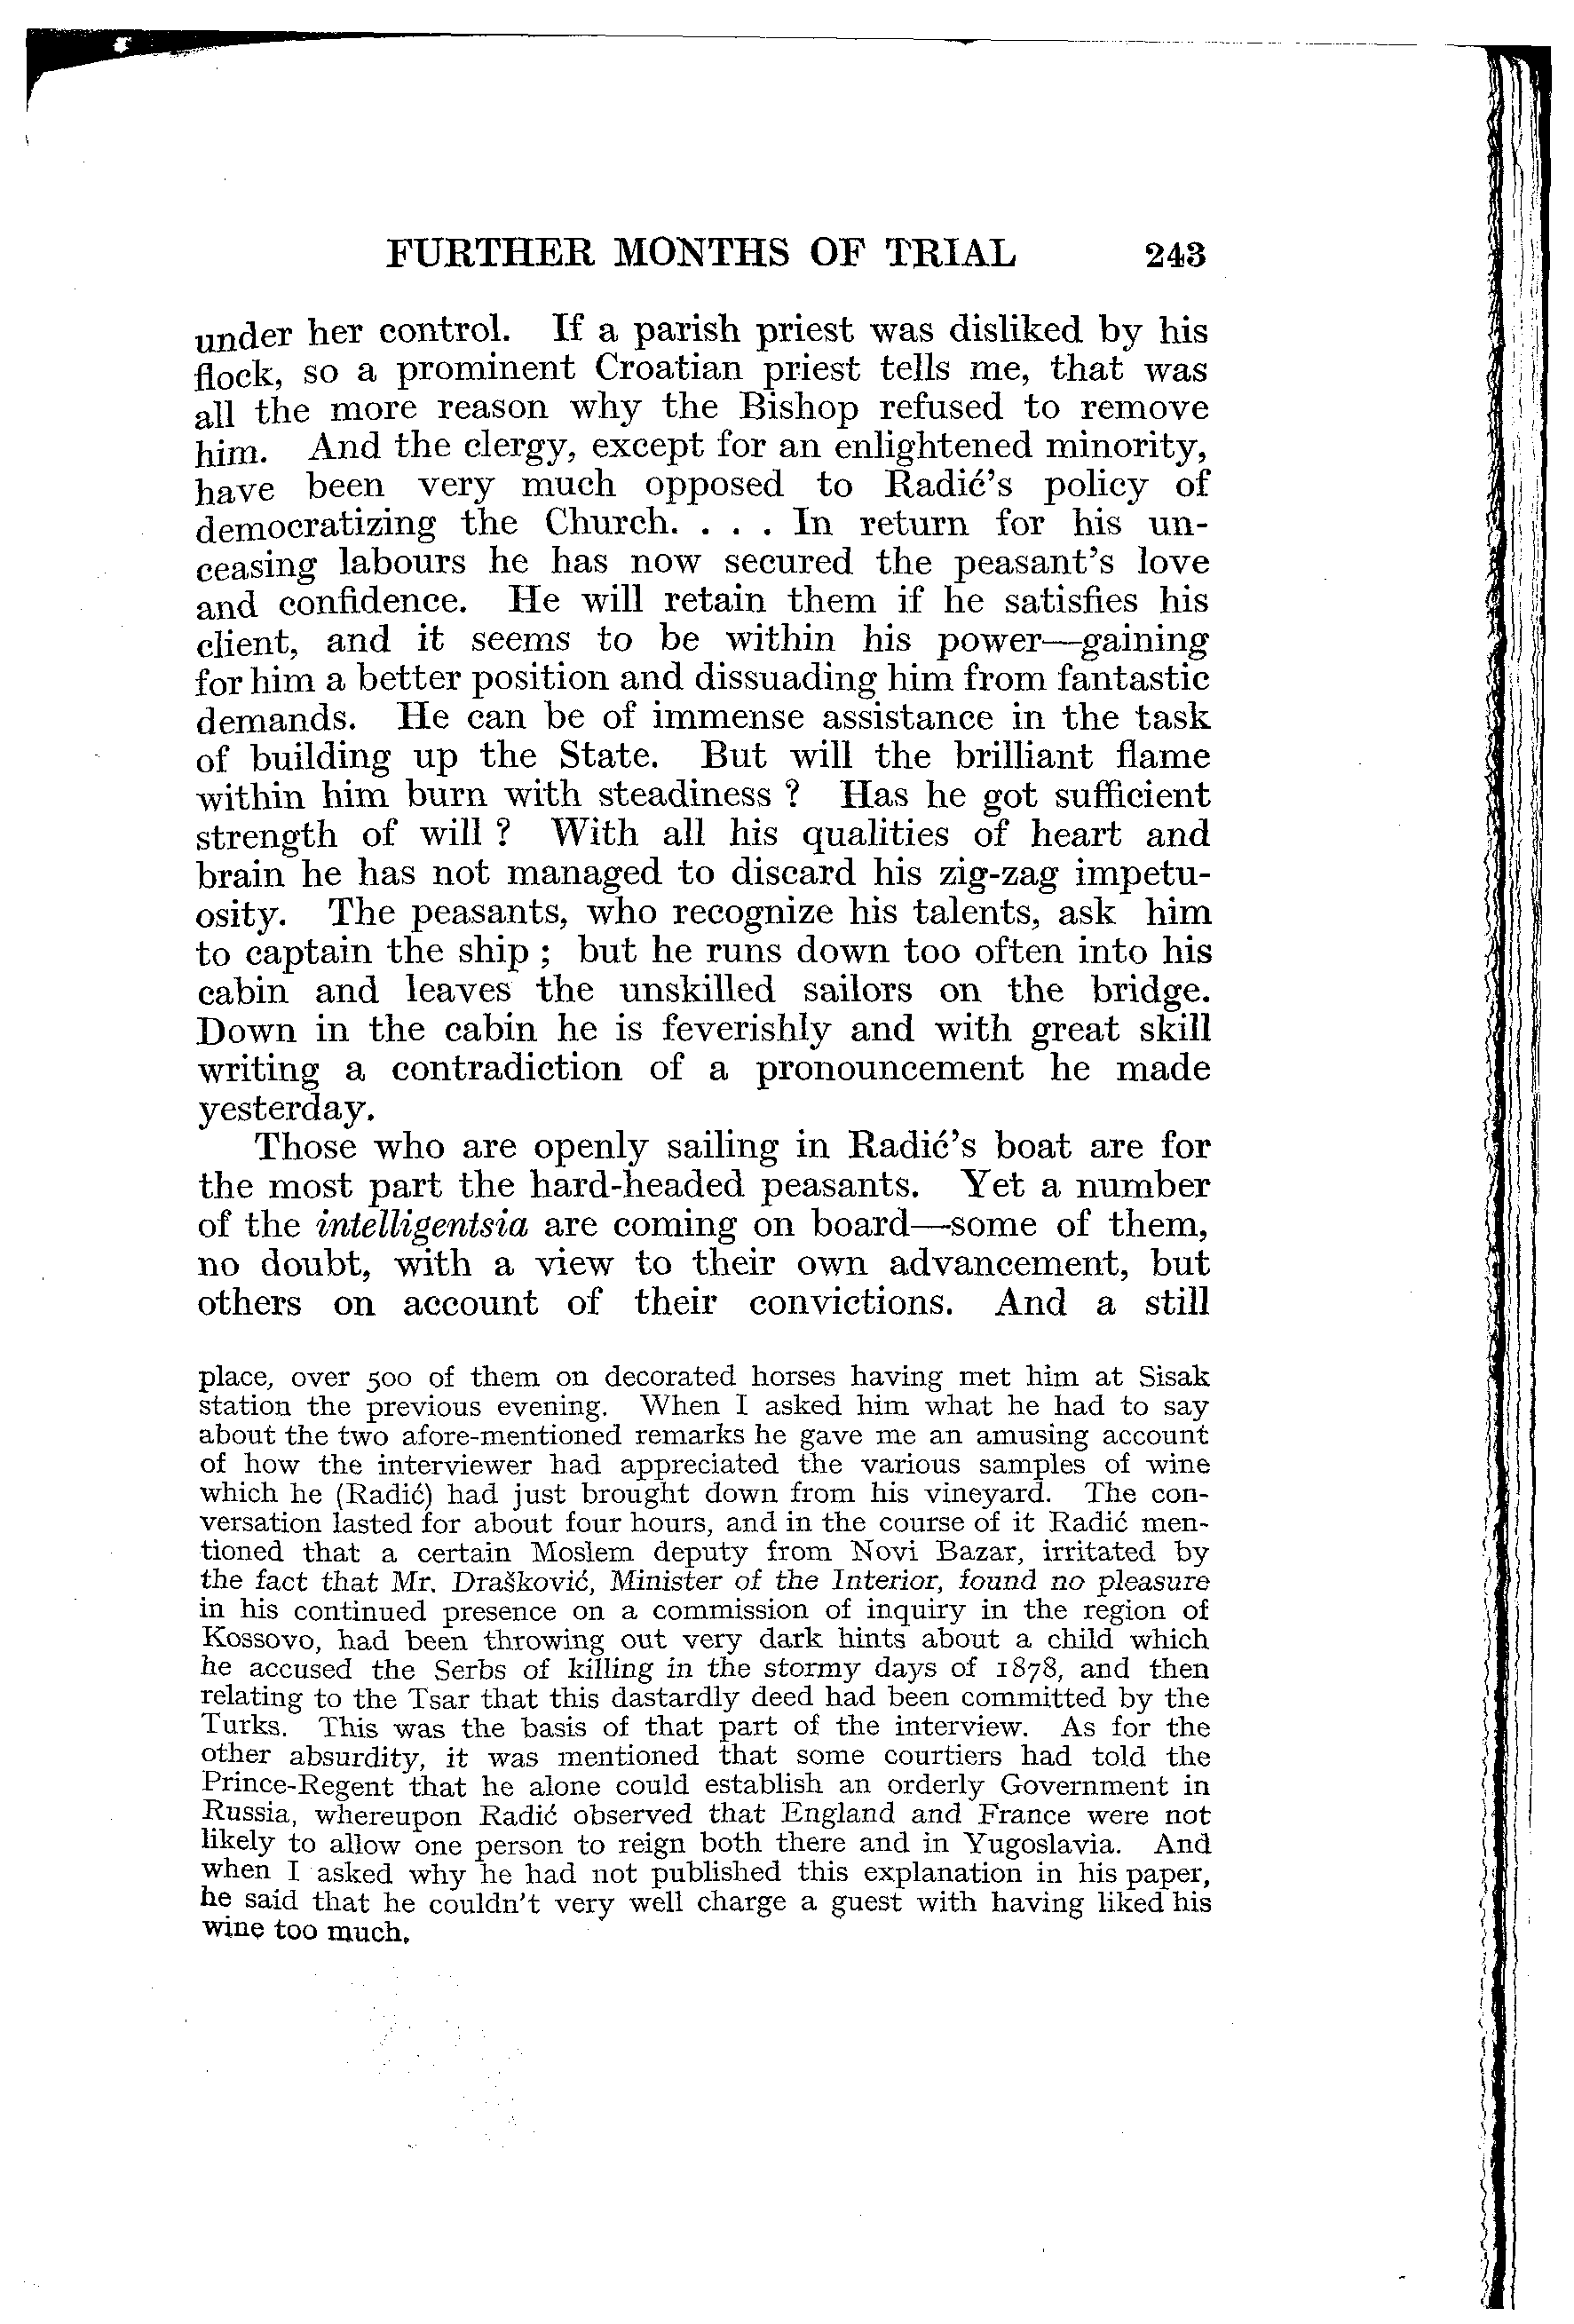 FURTHER MONTHS OF TRIAL 243
under her control. If a parish priest was disliked by his
flock, so a prominent Croatian priest tells me, that was
all the more reason why the Bishop refused to remove
him. And the clergy, except for an enlightened minority,
have been very much opposed to Radić's policy of
democratizing the Church. . . . In return for his un-
ceasing labours he has now secured the peasant's love
and confidence. He will retain them if he satisfies his
client, and it seems to be within his power—gaining
for him a better position and dissuading him from fantastic
demands. He can be of immense assistance in the task
of building up the State. But will the brilliant flame
within him burn with steadiness ? Has he got sufficient
strength of will ? With all his qualities of heart and
brain he has not managed to discard his zig-zag impetu-
osity. The peasants, who recognize his talents, ask him
to captain the ship ; but he runs down too often into his
cabin and leaves the unskilled sailors on the bridge.
Down in the cabin he is feverishly and with great skill
writing a contradiction of a pronouncement he made
yesterday.
Those who are openly sailing in Radić's boat are for
the most part the hard-headed peasants. Yet a number
of the intelligentsia are coming on board—some of them,
no doubt, with a view to their own advancement, but
others on account of their convictions. And a still
place, over 500 of them on decorated horses having met him at Sisak
station the previous evening. When I asked him what he had to say
about the two afore-mentioned remarks he gave me an amusing account
of how the interviewer had appreciated the various samples of wine
which he (Radić) had just brought down from his vineyard. The con-
versation lasted for about four hours, and in the course of it Radić men-
tioned that a certain Moslem deputy from Novi Bazar, irritated by
the fact that Mr. Drašković, Minister of the Interior, found no pleasure
in his continued presence on a commission of inquiry in the region of
Kossovo, had been throwing out very dark hints about a child which
he accused the Serbs of killing in the stormy days of 1878, and then
relating to the Tsar that this dastardly deed had been committed by the
Turks. This was the basis of that part of the interview. As for the
other absurdity, it was mentioned that some courtiers had told the
Prince-Regent that he alone could establish an orderly Government in
Russia, whereupon Radić observed that England and France were not
likely to allow one person to reign both there and in Yugoslavia. And
when I asked why he had not published this explanation in his paper,
he said that he couldn't very well charge a guest with having liked his
wine too much.